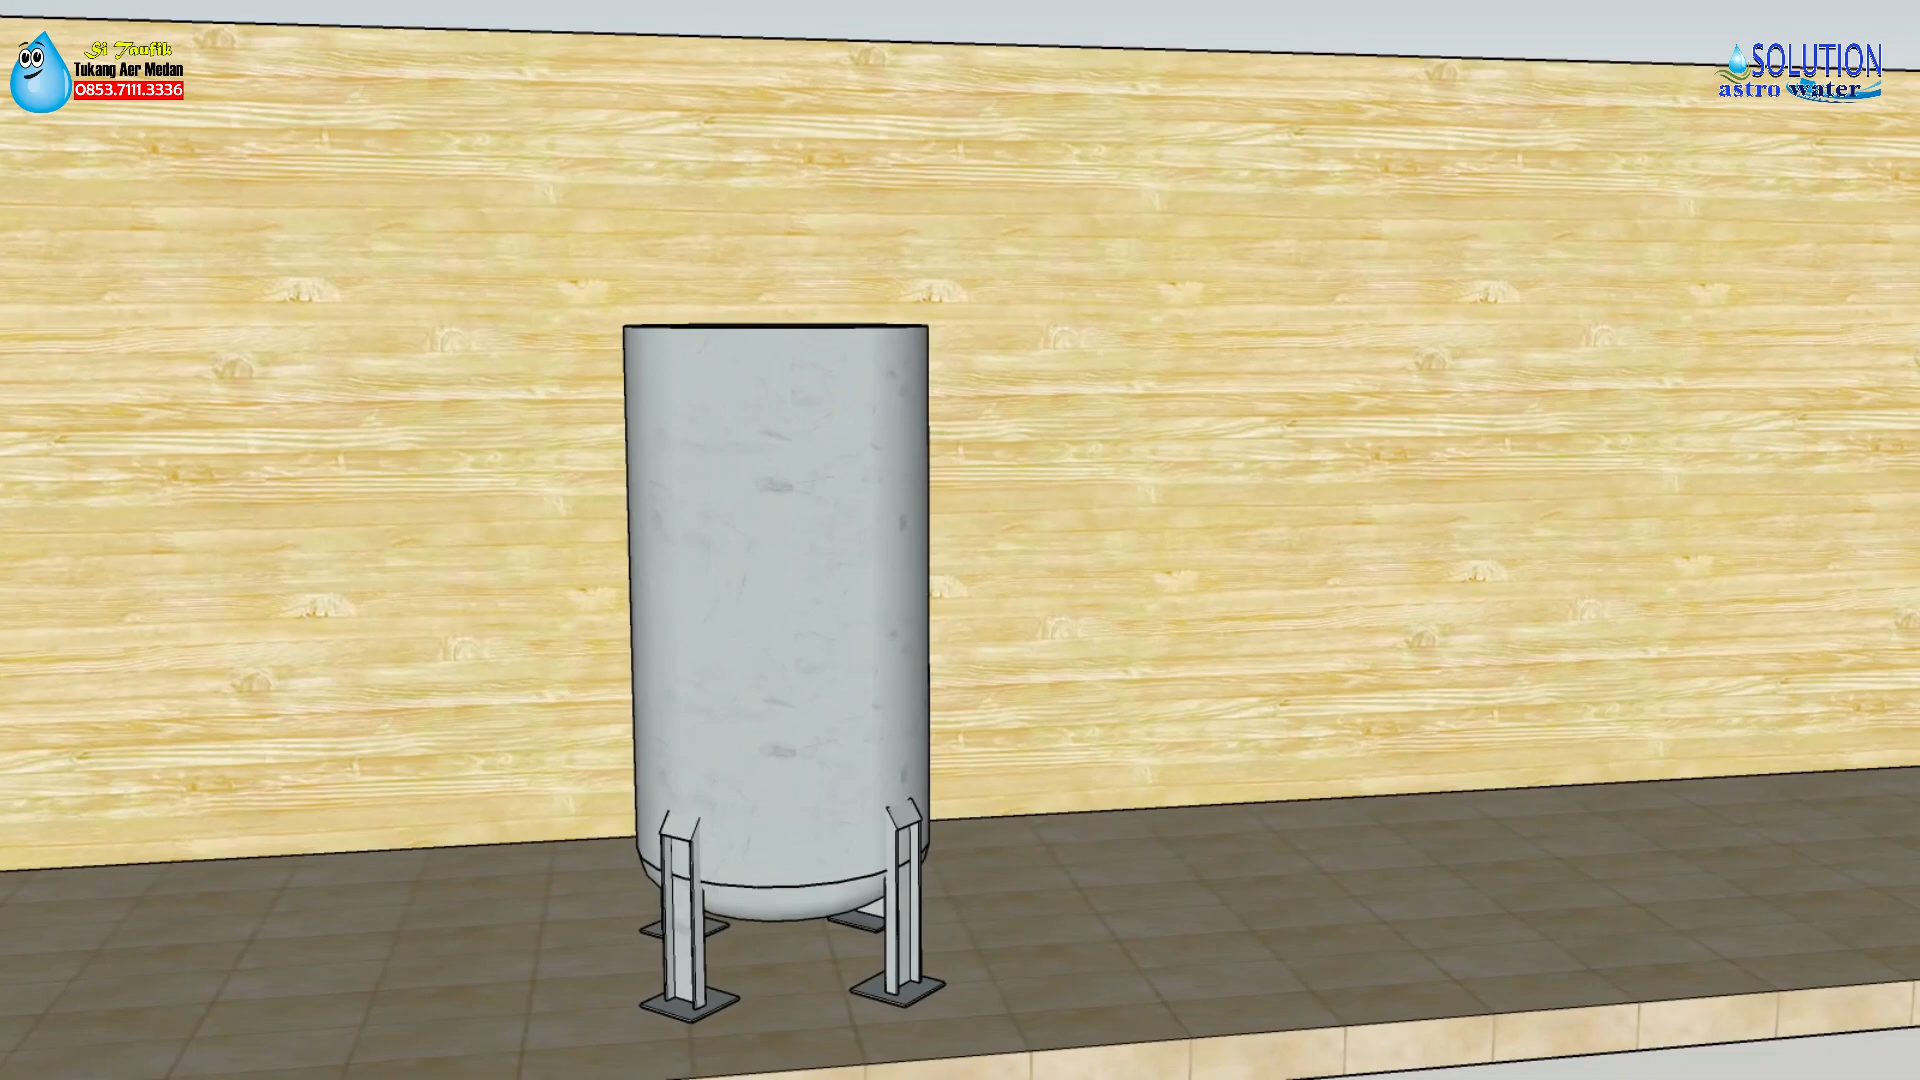 Si Taufik
Tukang Aer Medan
0853.7111.3336
SOLUTION
astro water